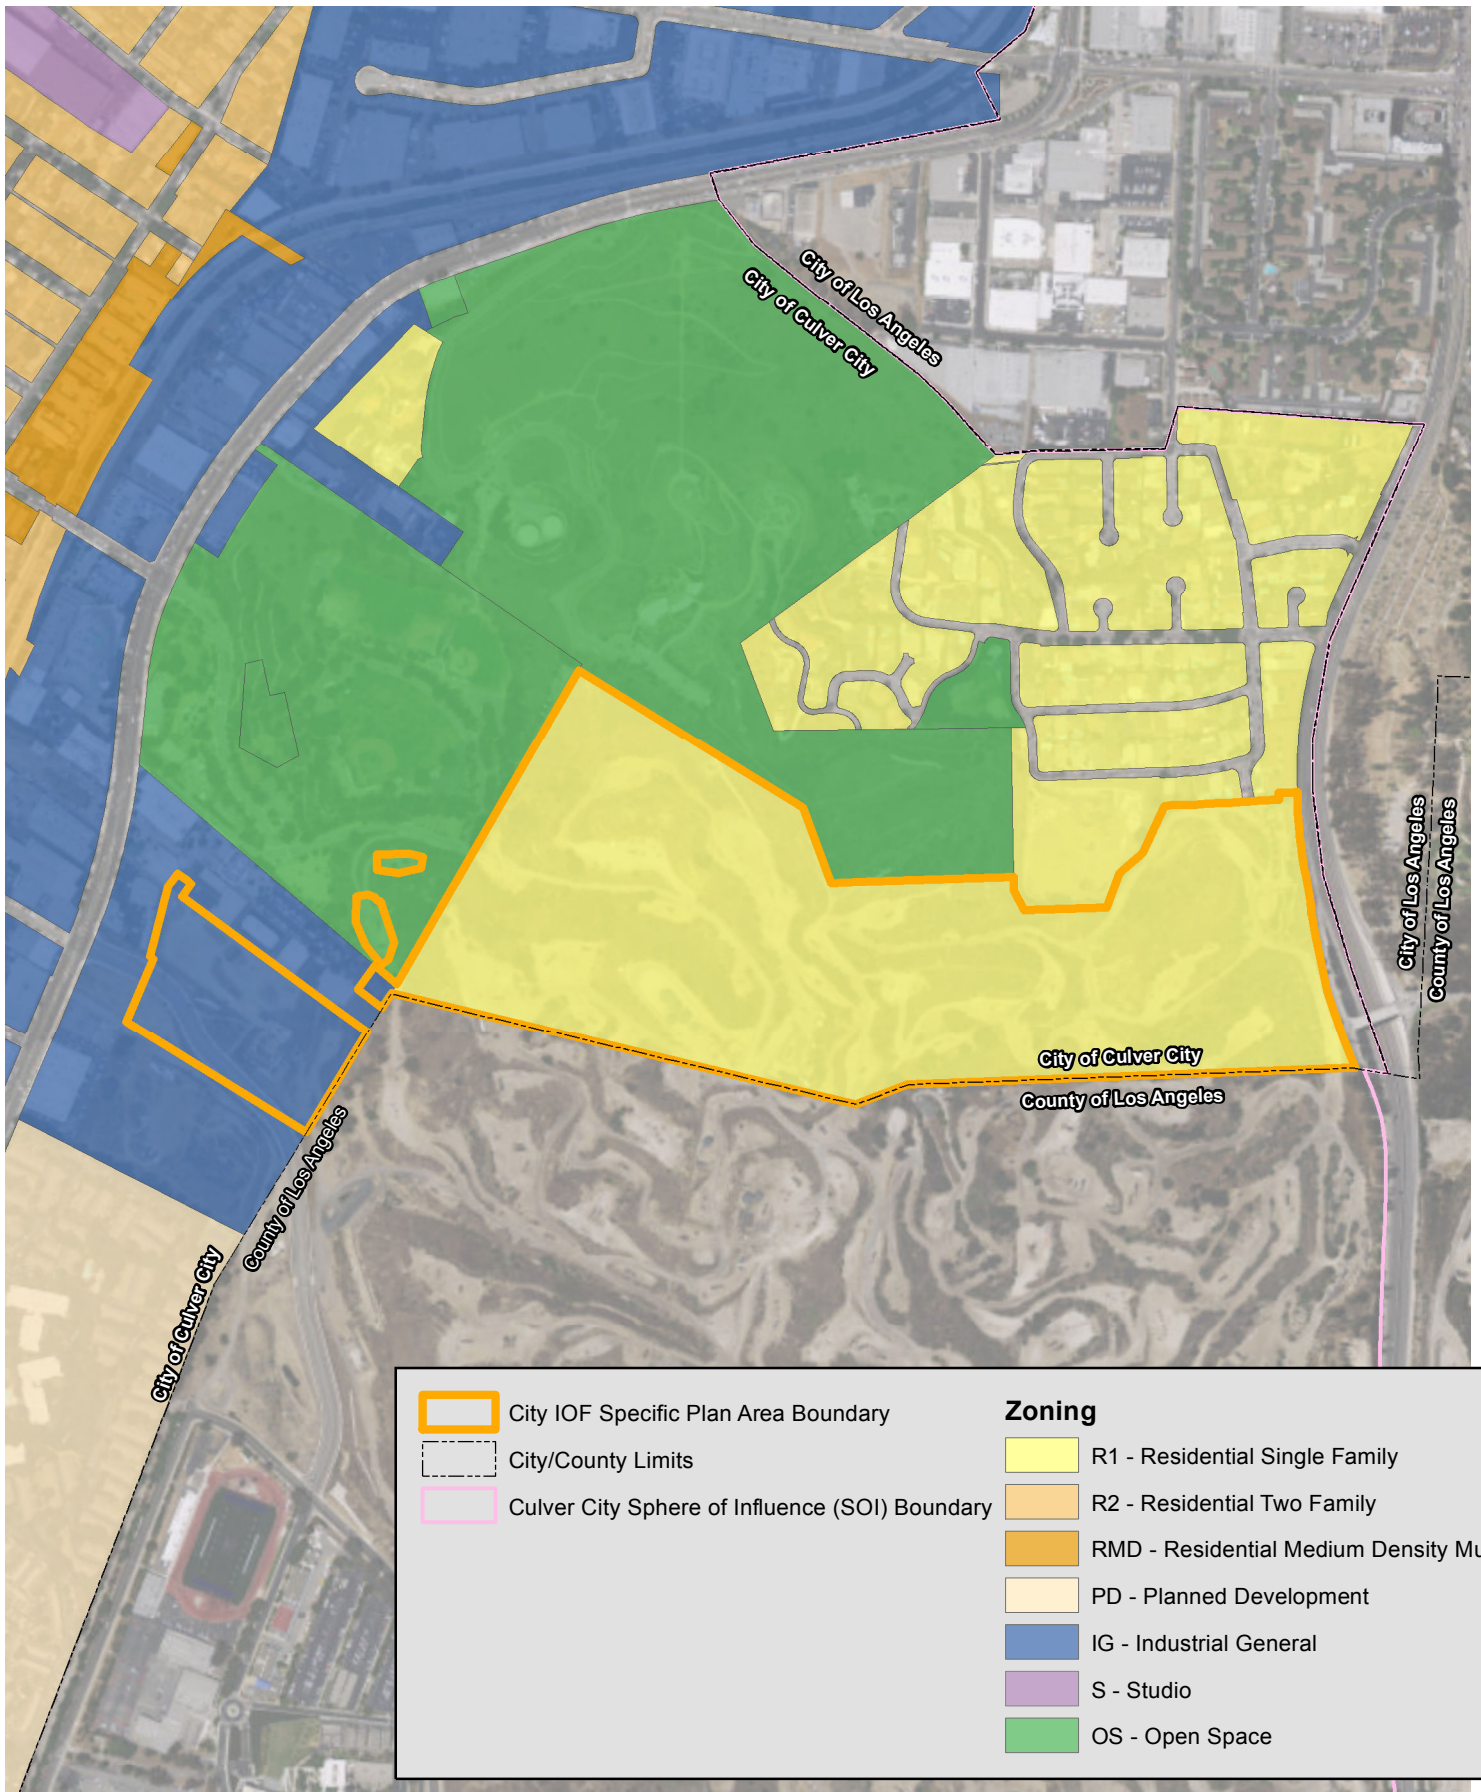 City of Los Angeles
City of Culver City
City of Los Angeles
County of Los Angeles
City of Culver City
County of Los Angeles
County of Los Angeles
City of Culver City
City IOF Specific Plan Area Boundary
City/County Limits
Culver City Sphere of Influence (SOI) Boundary
Zoning
R1 - Residential Single Family
R2 - Residential Two Family
RMD - Residential Medium Density Mu
PD - Planned Development
IG - Industrial General
S - Studio
OS - Open Space